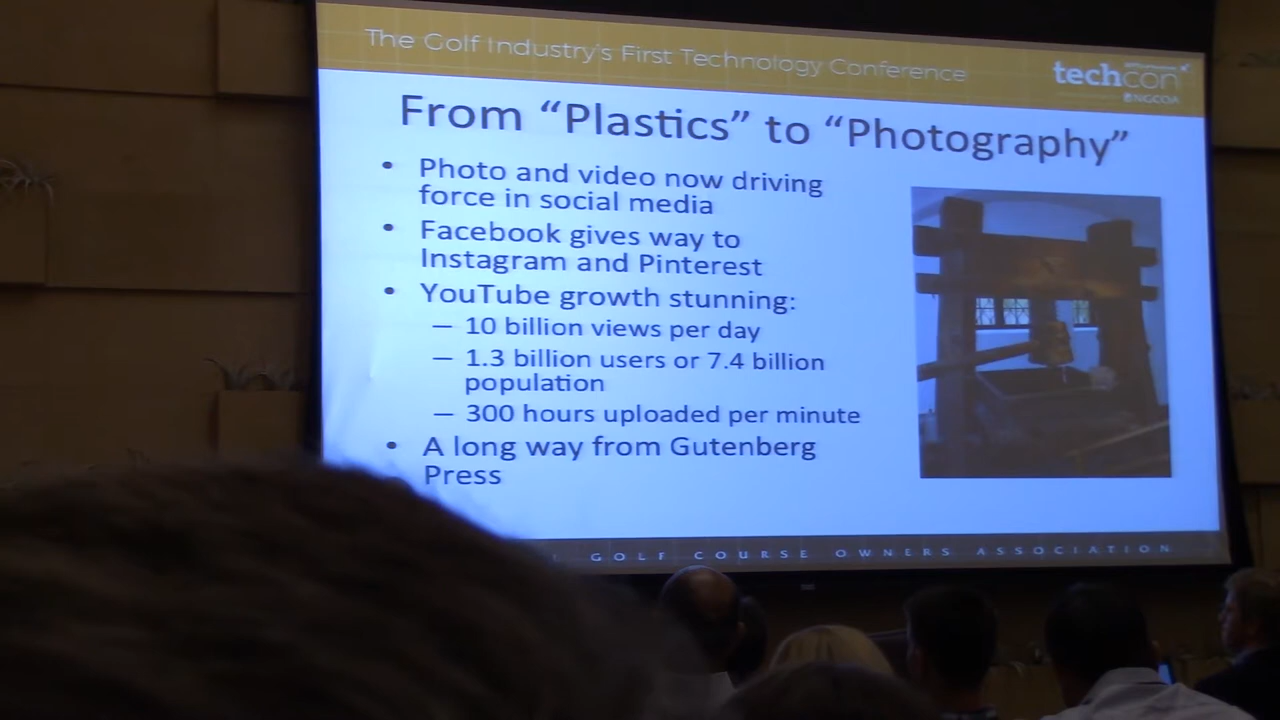 The Golf Industry's First Technology Conference
techcon
NGCOA
From “Plastics” to “Photography”
• Photo and video now driving
force in social media
• Facebook gives way to
Instagram and Pinterest
• YouTube growth stunning:
– 10 billion views per day
– 1.3 billion users or 7.4 billion
population
– 300 hours uploaded per minute
• A long way from Gutenberg
Press
GOLF COURSE OWNERS ASSOCIATION